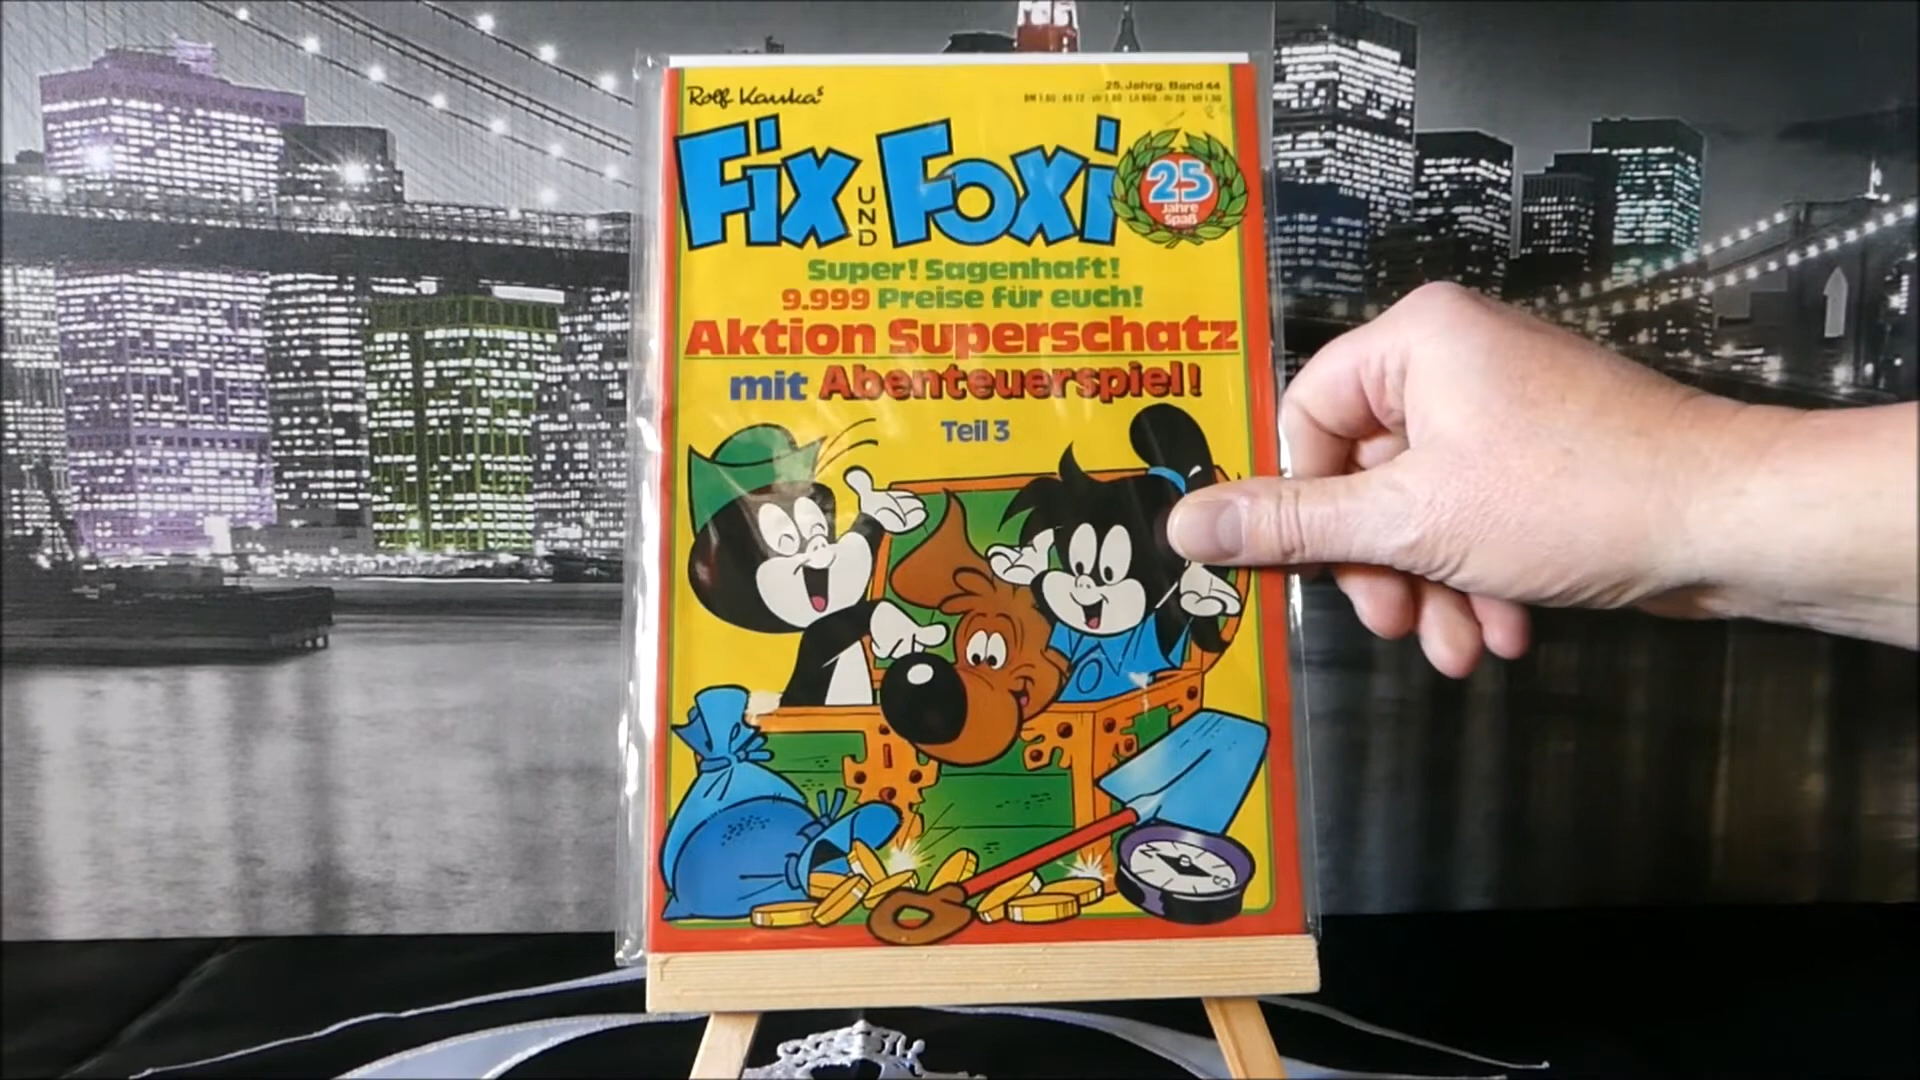 Rolf Kauka's
25. Jahrg. Band 44
Fix UND Foxi
25
Jahre
Spaß
Super! Sagenhaft!
9.999 Preise für euch!
Aktion Superschatz
mit Abenteuerspiel!
Teil 3
N
S